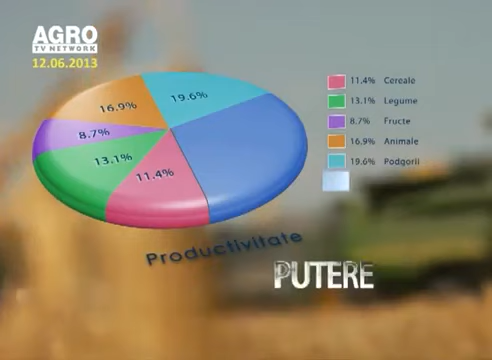 AGRO
TV NETWORK
12.06.2013
19.6%
16.9%
8.7%
13.1%
11.4%
11.4% Cereale
13.1% Legume
8.7% Fructe
16.9% Animale
19.6% Podgorii
Productivitate
PUTERE